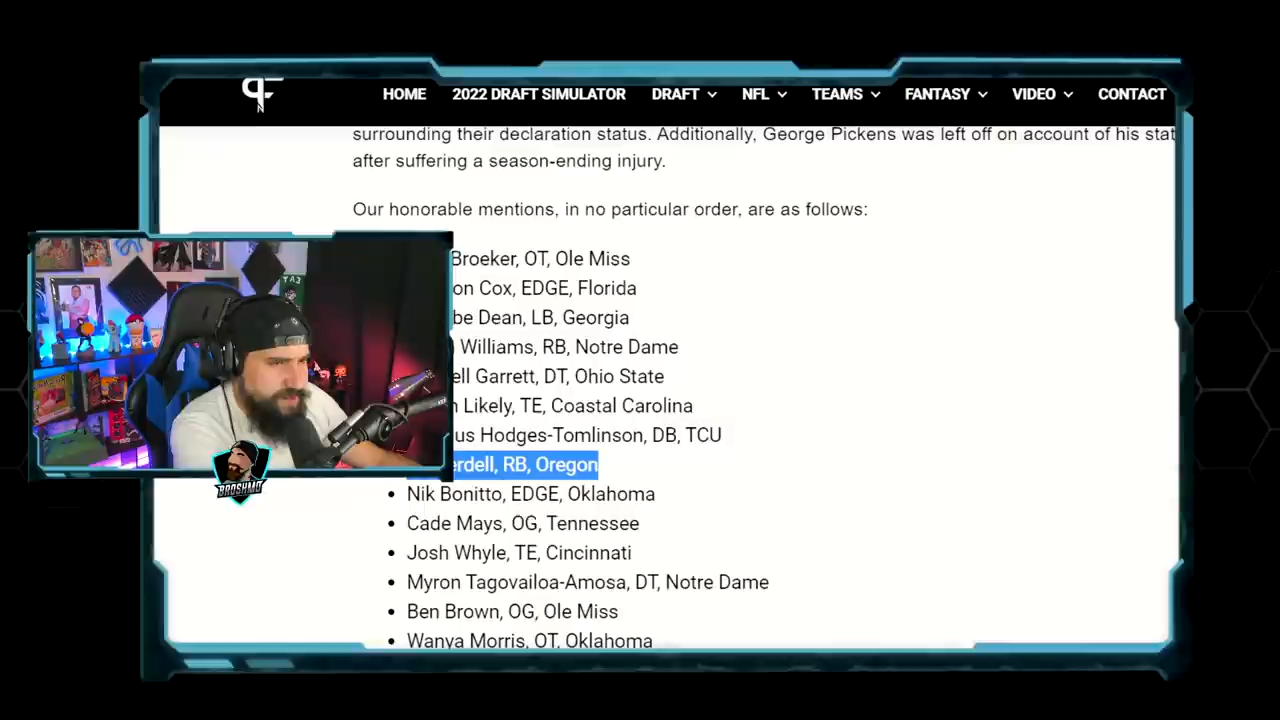 HOME 2022 DRAFT SIMULATOR DRAFT NFL TEAMS FANTASY VIDEO CONTACT
surrounding their declaration status. Additionally, George Pickens was left off on account of his stat
after suffering a season-ending injury.
Our honorable mentions, in no particular order, are as follows:
Broeker, OT, Ole Miss
on Cox, EDGE, Florida
be Dean, LB, Georgia
Williams, RB, Notre Dame
ell Garrett, DT, Ohio State
Likely, TE, Coastal Carolina
us Hodges-Tomlinson, DB, TCU
erdell, RB, Oregon
Nik Bonitto, EDGE, Oklahoma
Cade Mays, OG, Tennessee
Josh Whyle, TE, Cincinnati
Myron Tagovailoa-Amosa, DT, Notre Dame
Ben Brown, OG, Ole Miss
Wanya Morris, OT, Oklahoma
BROSHMO